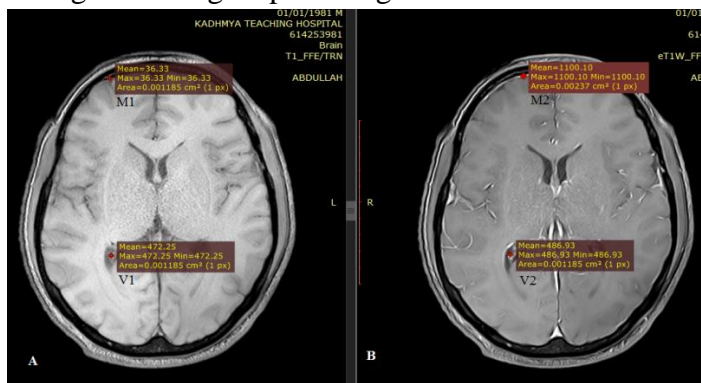 01/01/1981 M
KADHMYA TEACHING HOSPITAL
614253981
Brain
T1_FFE/TRN
ABDULLAH
Mean=36.33
Max=36.33 Min=36.33
Area=0.001185 cm² (1 px)
M1
L
Mean=472.25
Max=472.25 Min=472.25
Area=0.001185 cm² (1 px)
V1
A
01/01
614
eT1W_FF
AB
Mean=1100.10
Max=1100.10 Min=1100.10
Area=0.00237 cm² (1 px)
M2
R
Mean=486.93
Max=486.93 Min=486.93
Area=0.001185 cm² (1 px)
V2
B